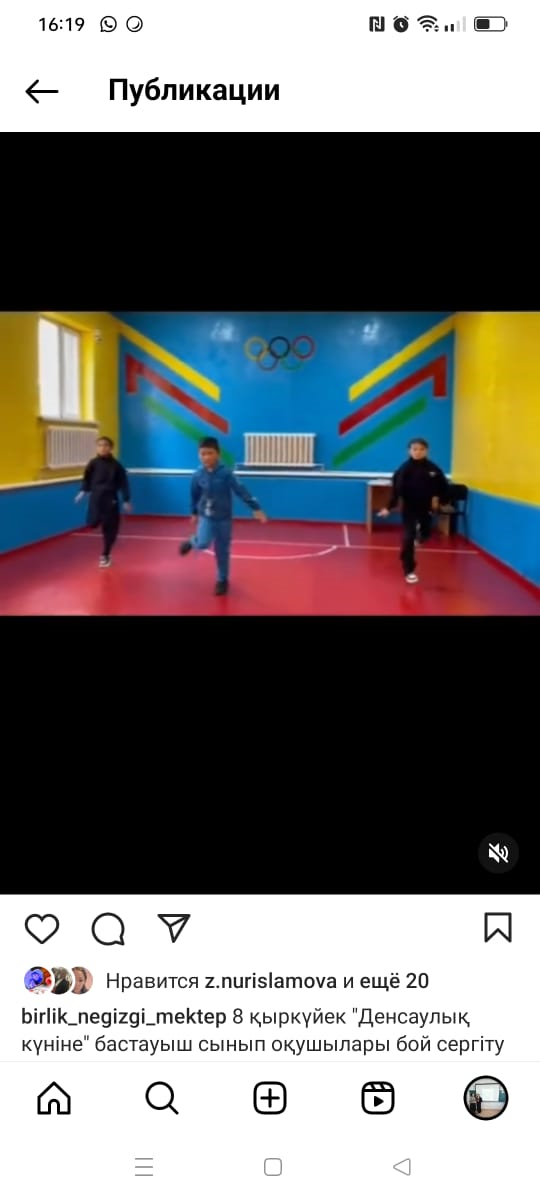 16:19
Публикации
Нравится z.nurislamova и ещё 20
birlik_negizgi_mektep 8 қыркүйек "Денсаулық
күніне" бастауыш сынып оқушылары бой сергіту